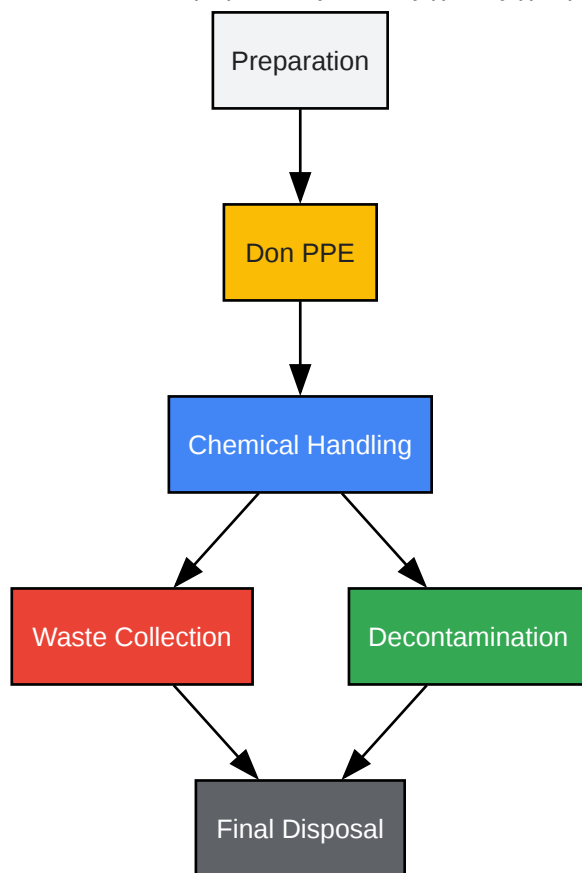 Preparation
Don PPE
Chemical Handling
Waste Collection
Decontamination
Final Disposal